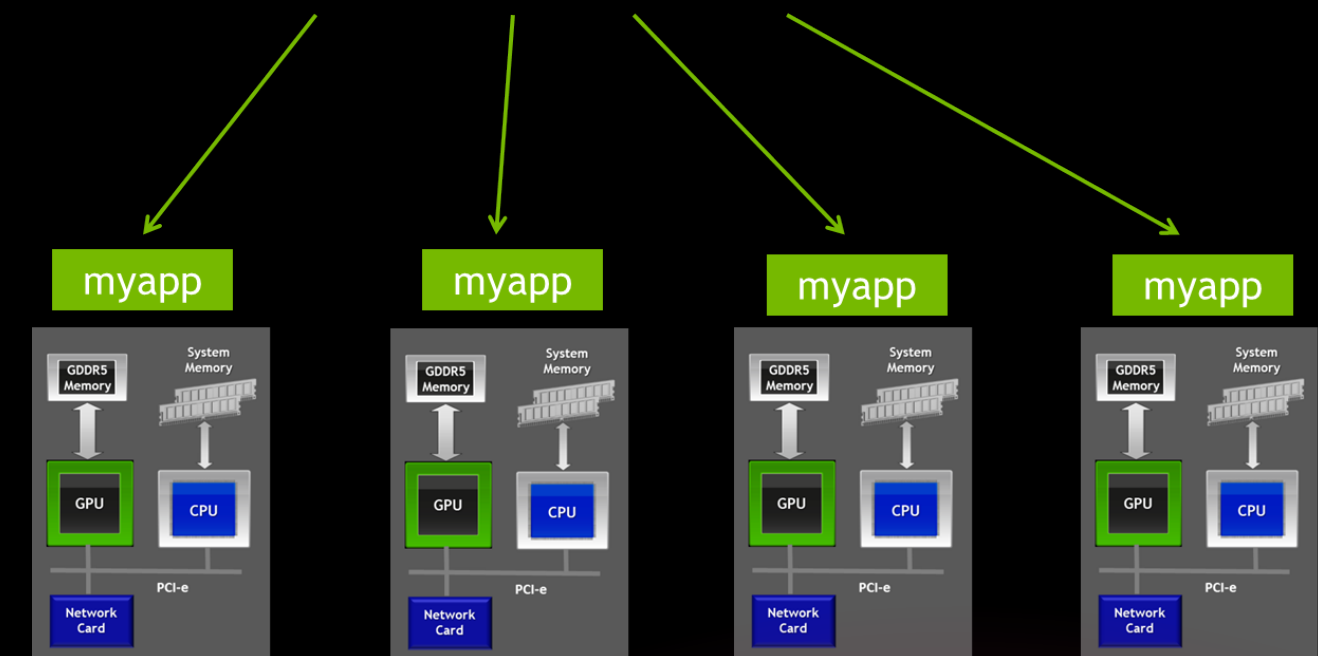 myapp
myapp
myapp
myapp
GDDR5
Memory
System
Memory
GPU
CPU
PCI-e
Network
Card
GDDR5
Memory
System
Memory
GPU
CPU
PCI-e
Network
Card
GDDR5
Memory
System
Memory
GPU
CPU
PCI-e
Network
Card
GDDR5
Memory
System
Memory
GPU
CPU
PCI-e
Network
Card